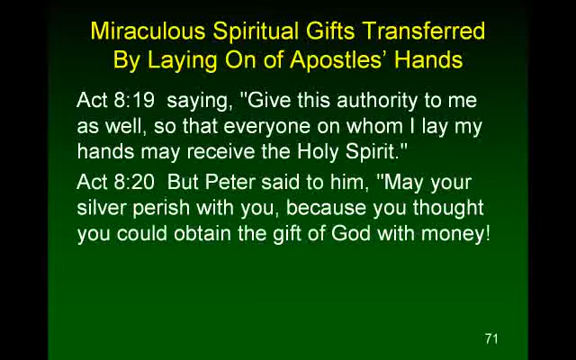 Miraculous Spiritual Gifts Transferred
By Laying On of Apostles' Hands
Act 8:19  saying, "Give this authority to me
as well, so that everyone on whom I lay my
hands may receive the Holy Spirit."
Act 8:20  But Peter said to him, "May your
silver perish with you, because you thought
you could obtain the gift of God with money!
71